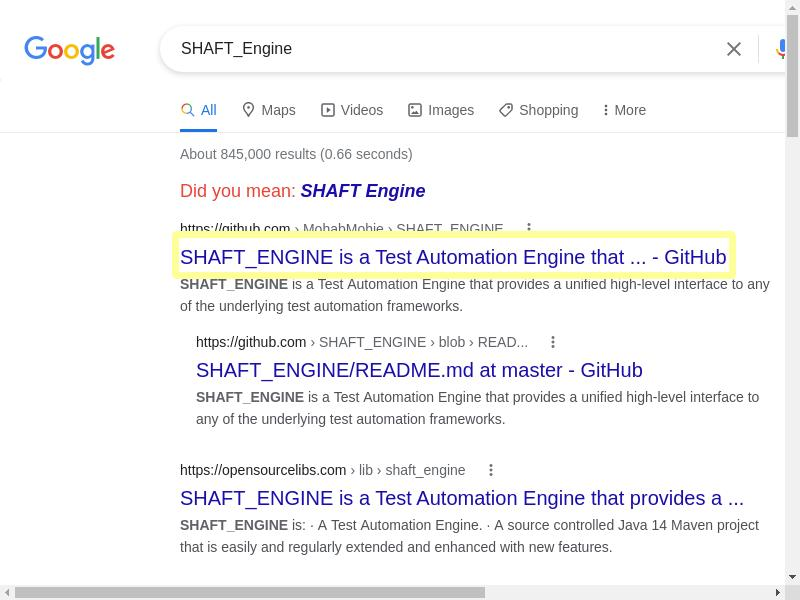 Google
SHAFT_Engine
All Maps Videos Images Shopping More
About 845,000 results (0.66 seconds)
Did you mean: SHAFT Engine
https://github.com › MohabMohie › SHAFT_ENGINE
SHAFT_ENGINE is a Test Automation Engine that ... - GitHub
SHAFT_ENGINE is a Test Automation Engine that provides a unified high-level interface to any
of the underlying test automation frameworks.
https://github.com › SHAFT_ENGINE › blob › READ...
SHAFT_ENGINE/README.md at master - GitHub
SHAFT_ENGINE is a Test Automation Engine that provides a unified high-level interface to
any of the underlying test automation frameworks.
https://opensourcelibs.com › lib › shaft_engine
SHAFT_ENGINE is a Test Automation Engine that provides a ...
SHAFT_ENGINE is: · A Test Automation Engine. · A source controlled Java 14 Maven project
that is easily and regularly extended and enhanced with new features.